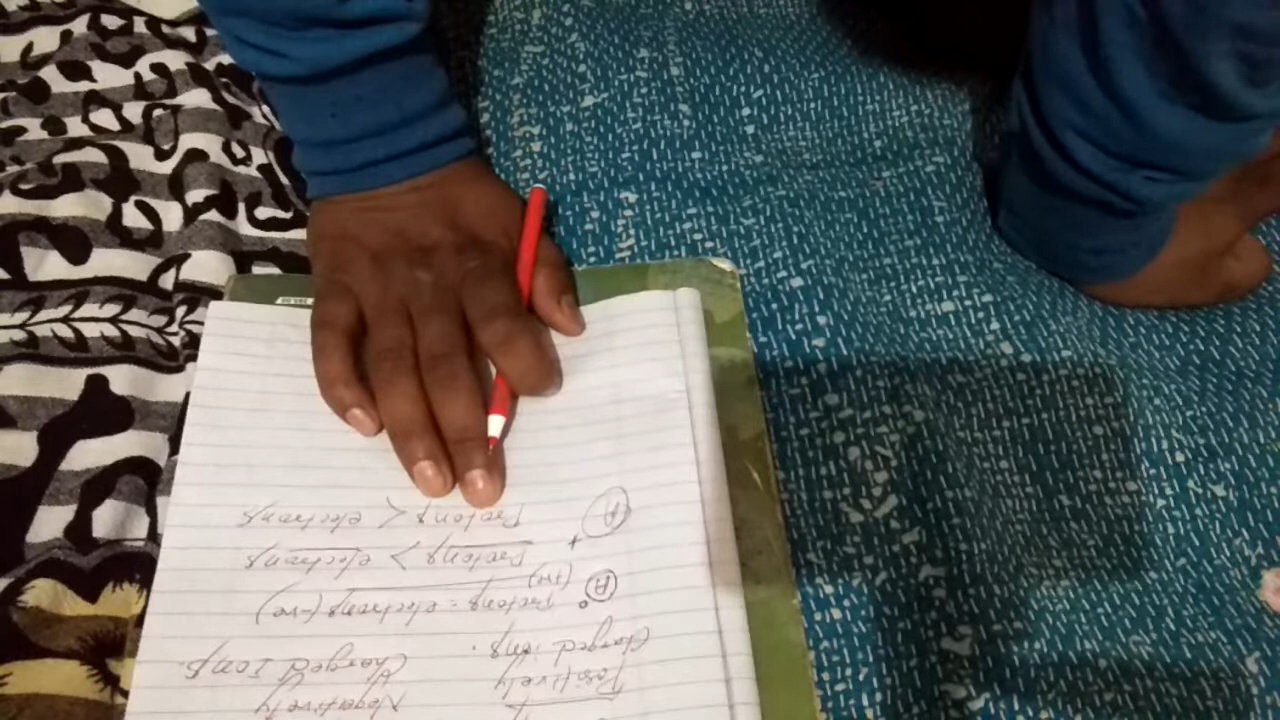 Positively Negatively
Charged ions. Charged Ions.
A° Protons = electrons (-ve)
(+ve)
Protons > electrons
A+ Protons < electrons